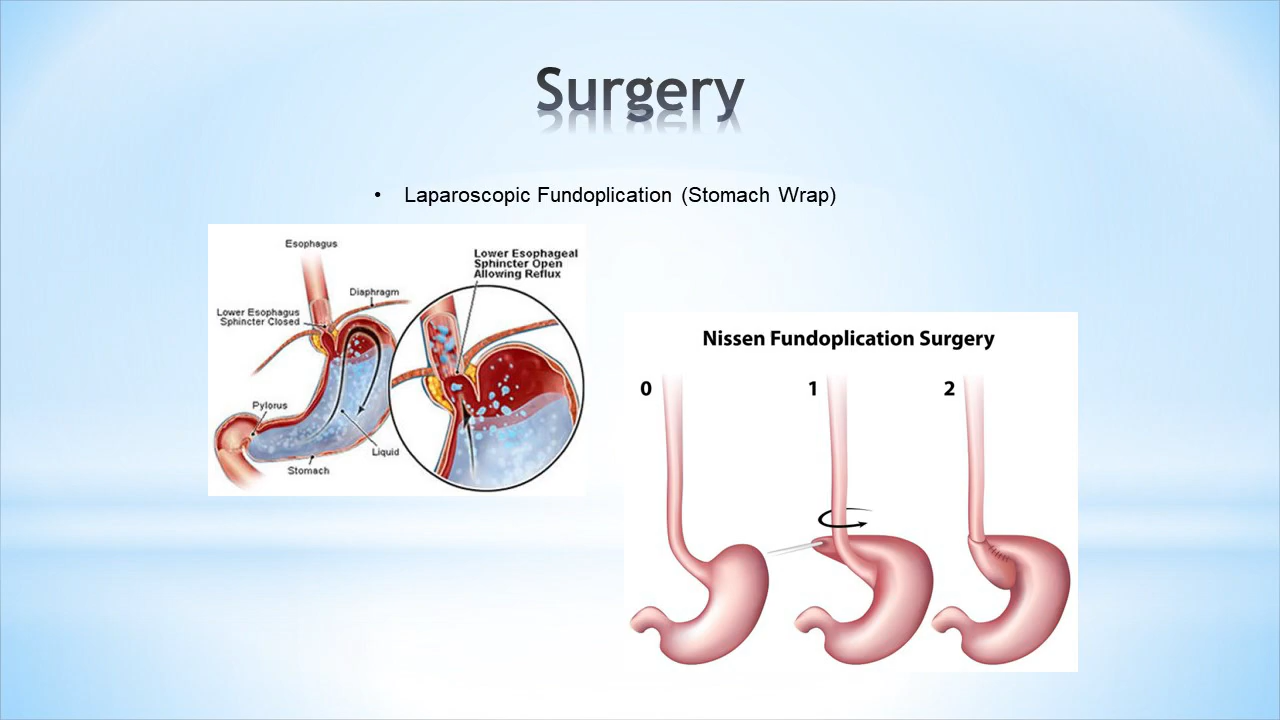 Surgery
• Laparoscopic Fundoplication (Stomach Wrap)
Esophagus
Lower Esophageal
Sphincter Open
Allowing Reflux
Diaphragm
Lower Esophagus
Sphincter Closed
Pylorus
Liquid
Stomach
Nissen Fundoplication Surgery
0
1
2